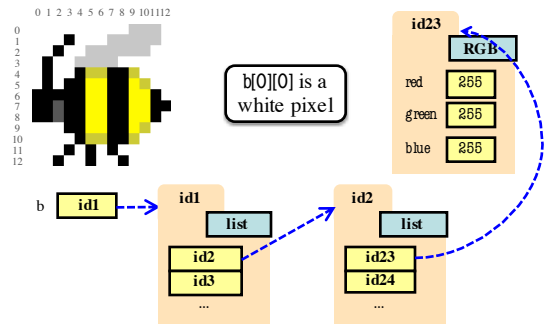 0 1 2 3 4 5 6 7 8 9 10 11 12
0
1
2
3
4
5
6
7
8
9
10
11
12
b[0][0] is a
white pixel
id23
RGB
red 255
green 255
blue 255
b id1
id1
list
id2
id3
...
id2
list
id23
id24
...